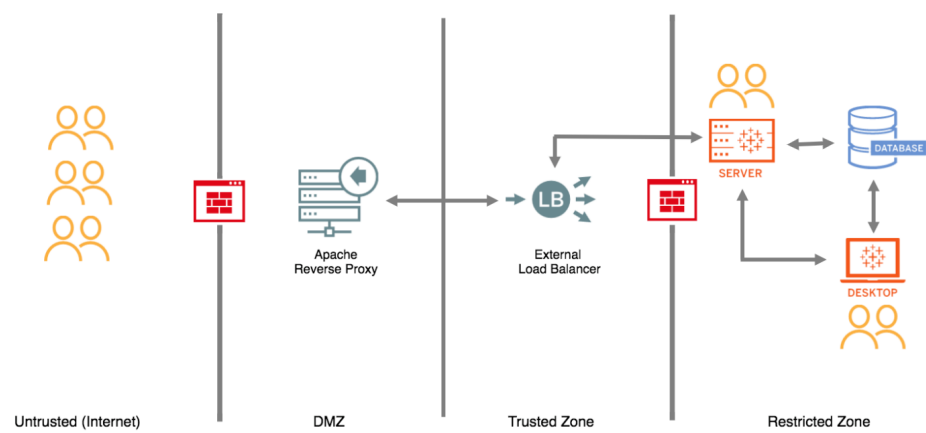 SERVER
DATABASE
LB
Apache
Reverse Proxy
External
Load Balancer
DESKTOP
Untrusted (Internet)
DMZ
Trusted Zone
Restricted Zone